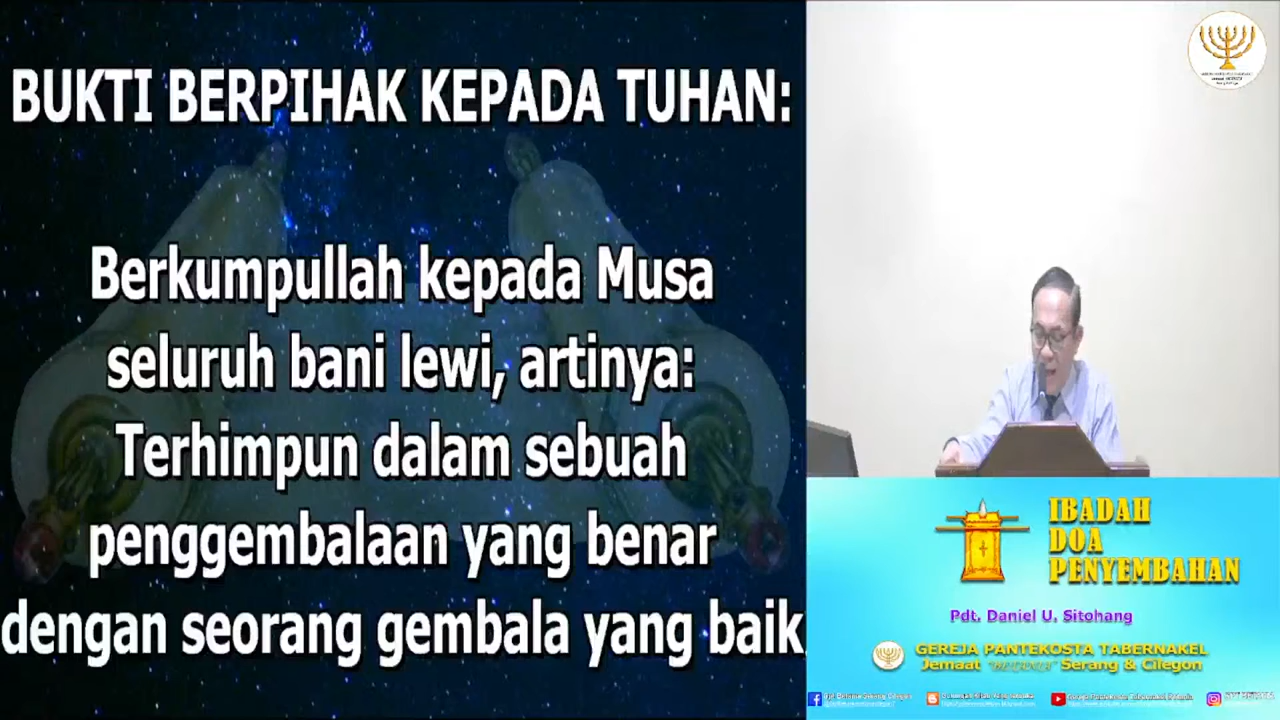 BUKTI BERPIHAK KEPADA TUHAN:
Berkumpullah kepada Musa
seluruh bani lewi, artinya:
Terhimpun dalam sebuah
penggembalaan yang benar
dengan seorang gembala yang baik
IBADAH
DOA
PENYEMBAHAN
Pdt. Daniel U. Sitohang
GEREJA PANTEKOSTA TABERNAKEL
Jemaat Serang & Cilegon